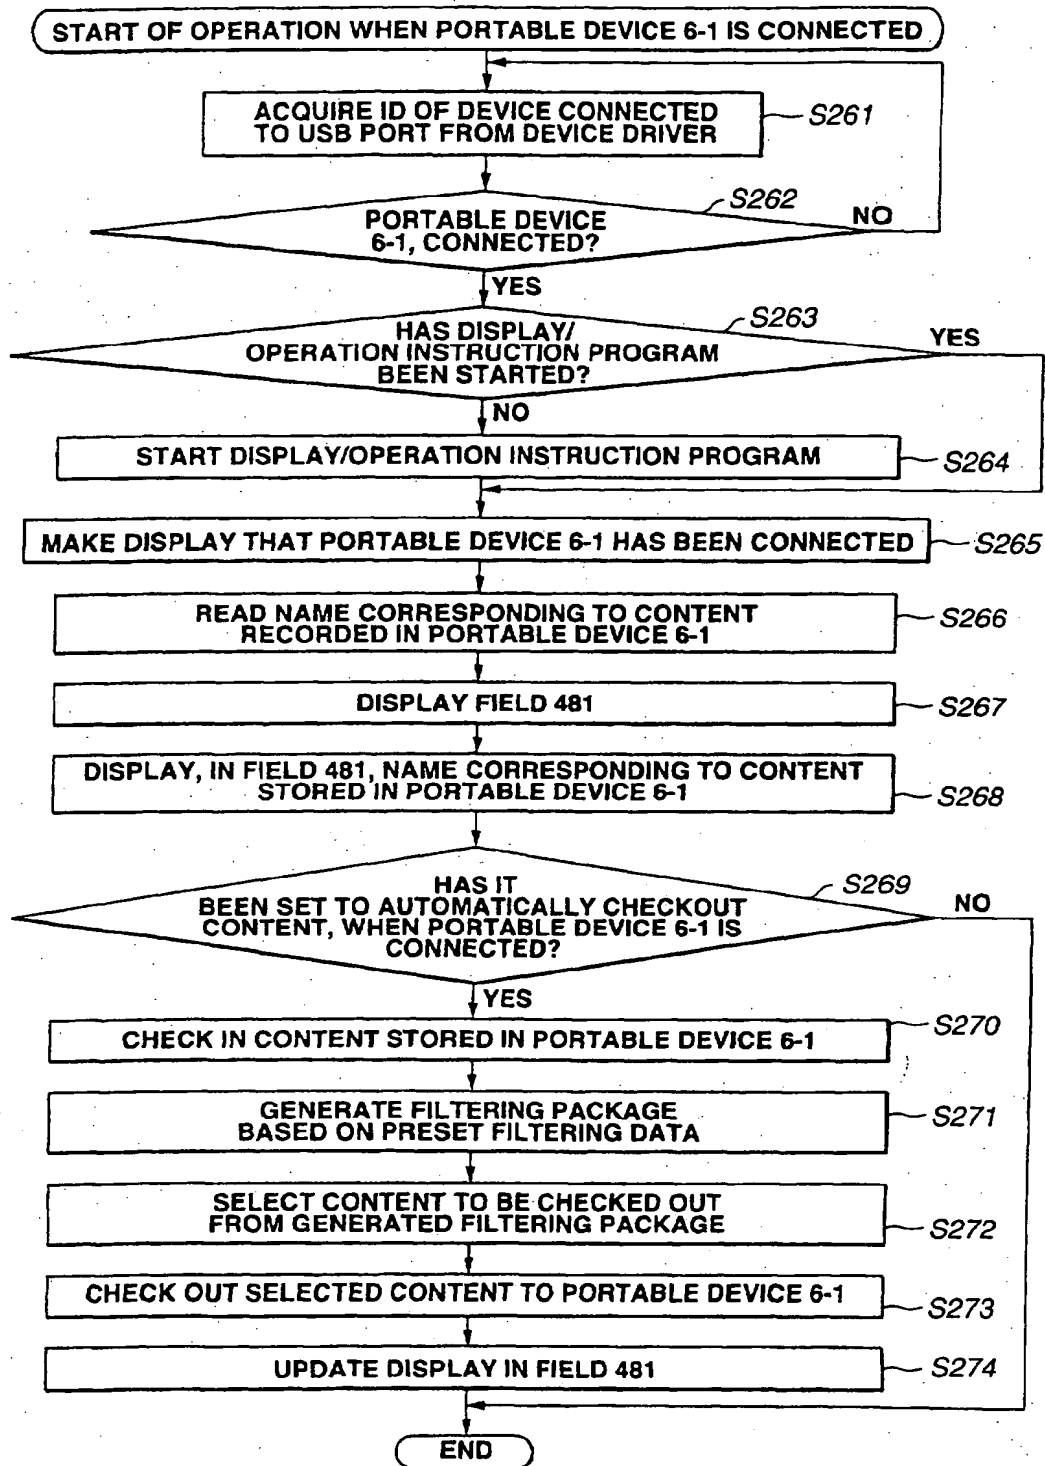 START OF OPERATION WHEN PORTABLE DEVICE 6-1 IS CONNECTED
ACQUIRE ID OF DEVICE CONNECTED
TO USB PORT FROM DEVICE DRIVER
S261
S262
PORTABLE DEVICE
6-1, CONNECTED?
NO
YES
S263
HAS DISPLAY/
OPERATION INSTRUCTION PROGRAM
BEEN STARTED?
YES
NO
START DISPLAY/OPERATION INSTRUCTION PROGRAM
S264
MAKE DISPLAY THAT PORTABLE DEVICE 6-1 HAS BEEN CONNECTED
S265
READ NAME CORRESPONDING TO CONTENT
RECORDED IN PORTABLE DEVICE 6-1
S266
DISPLAY FIELD 481
S267
DISPLAY, IN FIELD 481, NAME CORRESPONDING TO CONTENT
STORED IN PORTABLE DEVICE 6-1
S268
S269
HAS IT
BEEN SET TO AUTOMATICALLY CHECKOUT
CONTENT, WHEN PORTABLE DEVICE 6-1 IS
CONNECTED?
NO
YES
CHECK IN CONTENT STORED IN PORTABLE DEVICE 6-1
S270
GENERATE FILTERING PACKAGE
BASED ON PRESET FILTERING DATA
S271
SELECT CONTENT TO BE CHECKED OUT
FROM GENERATED FILTERING PACKAGE
S272
CHECK OUT SELECTED CONTENT TO PORTABLE DEVICE 6-1
S273
UPDATE DISPLAY IN FIELD 481
S274
END